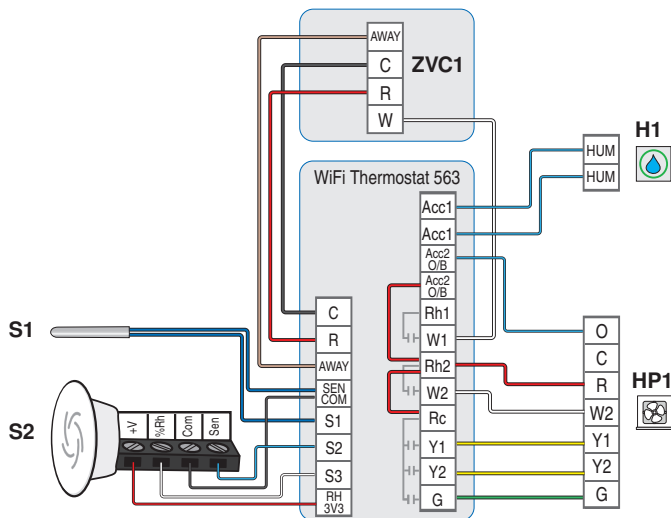 AWAY
C
R
W
ZVC1
H1
HUM
HUM
WiFi Thermostat 563
Acc1
Acc1
Acc2
O/B
Acc2
O/B
Rh1
W1
Rh2
W2
Rc
Y1
Y2
G
C
R
AWAY
SEN
COM
S1
S2
S3
RH
3V3
S1
S2
+V
%Rh
Com
Sen
O
C
R
W2
Y1
Y2
G
HP1